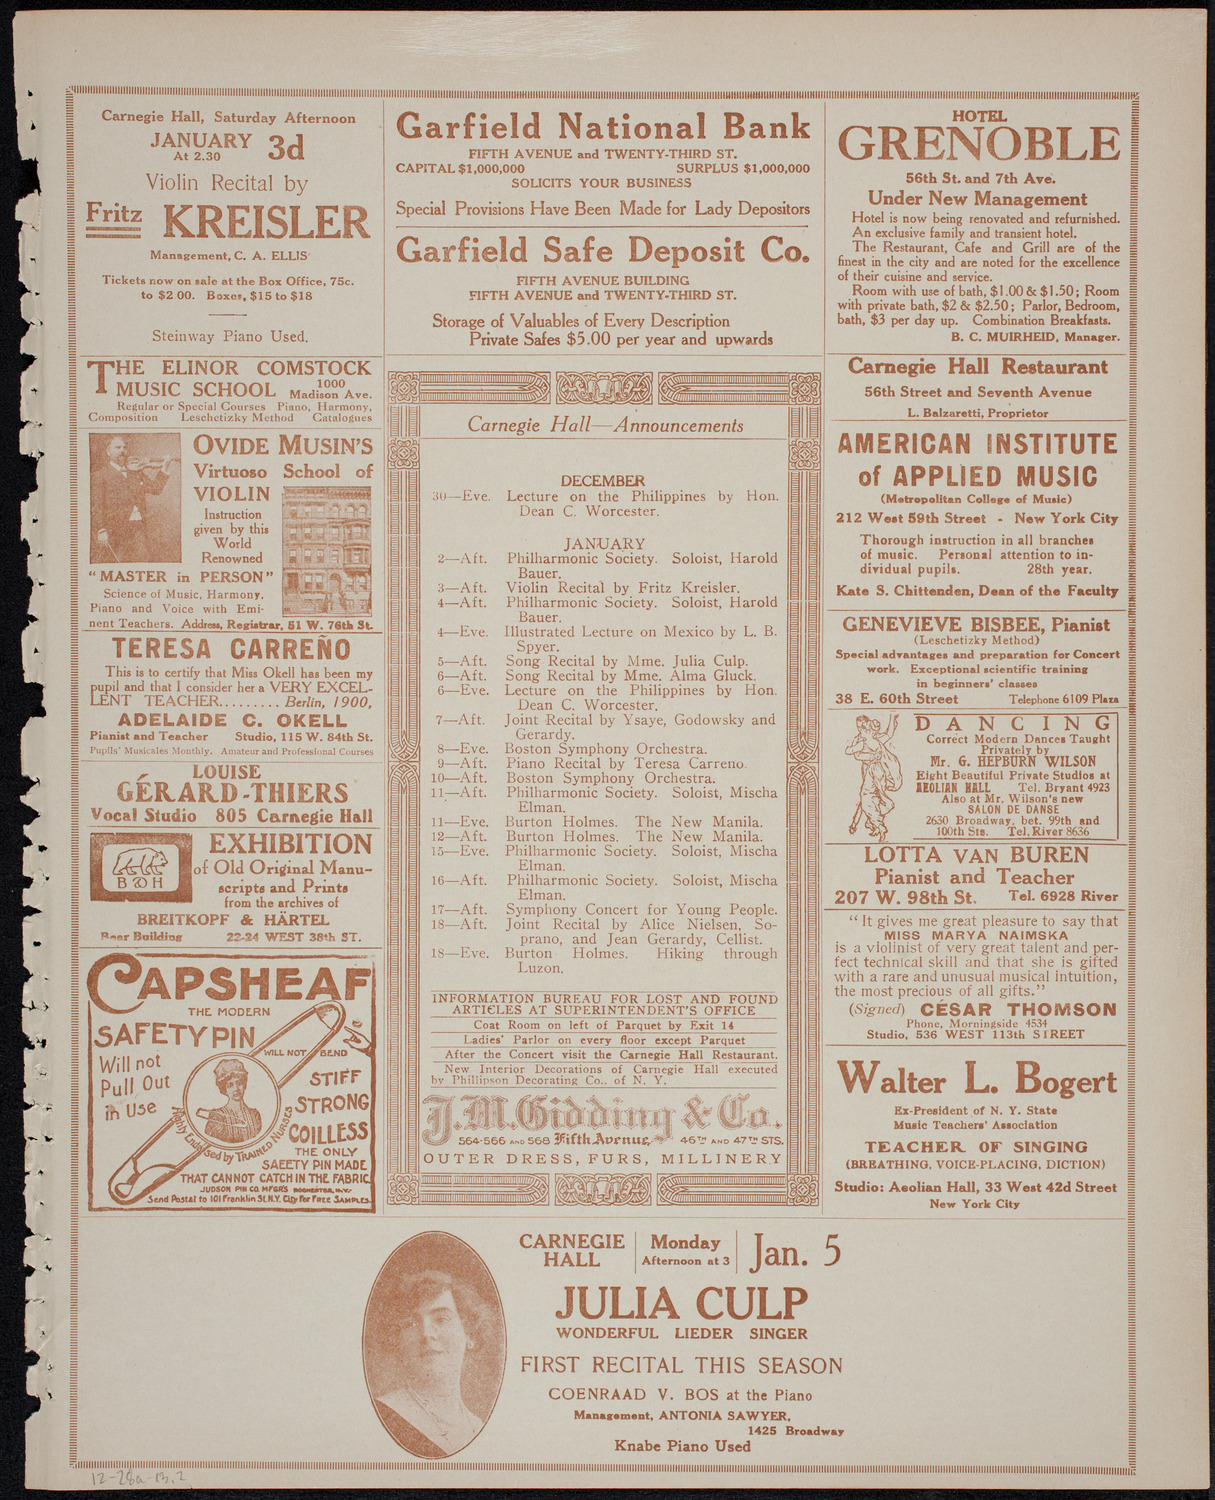 Carnegie Hall, Saturday Afternoon
JANUARY 3d
At 2.30
Violin Recital by
Fritz KREISLER
Management, C. A. ELLIS
Tickets now on sale at the Box Office, 75c.
to $2 00. Boxes, $15 to $18
Steinway Piano Used.
THE ELINOR COMSTOCK
MUSIC SCHOOL 1000 Madison Ave.
Regular or Special Courses Piano, Harmony,
Composition Leschetizky Method Catalogues
OVIDE MUSIN'S
Virtuoso School of
VIOLIN
Instruction
given by this
World
Renowned
"MASTER in PERSON"
Science of Music, Harmony,
Piano and Voice with Emi-
nent Teachers. Address, Registrar, 51 W. 76th St.
TERESA CARREÑO
This is to certify that Miss Okell has been my
pupil and that I consider her a VERY EXCEL-
LENT TEACHER......... Berlin, 1900,
ADELAIDE C. OKELL
Pianist and Teacher Studio, 115 W. 84th St.
Pupils' Musicales Monthly. Amateur and Professional Courses
LOUISE
GÉRARD-THIERS
Vocal Studio 805 Carnegie Hall
B & H
EXHIBITION
of Old Original Manu-
scripts and Prints
from the archives of
BREITKOPF & HÄRTEL
Bear Building 22-24 WEST 38th ST.
CAPSHEAF
THE MODERN
SAFETY PIN
Will not
Pull Out
in Use
WILL NOT BEND
STIFF
STRONG
COILLESS
Highly Endorsed by TRAINED NURSES
THE ONLY
SAFETY PIN MADE
THAT CANNOT CATCH IN THE FABRIC
JUDSON PIN CO. MFGRS ROCHESTER, N.Y.
Send Postal to 101 Franklin St. N.Y. City for FREE SAMPLES
Garfield National Bank
FIFTH AVENUE and TWENTY-THIRD ST.
CAPITAL $1,000,000 SURPLUS $1,000,000
SOLICITS YOUR BUSINESS
Special Provisions Have Been Made for Lady Depositors
Garfield Safe Deposit Co.
FIFTH AVENUE BUILDING
FIFTH AVENUE and TWENTY-THIRD ST.
Storage of Valuables of Every Description
Private Safes $5.00 per year and upwards
Carnegie Hall—Announcements
DECEMBER
30—Eve. Lecture on the Philippines by Hon.
Dean C. Worcester.
JANUARY
2—Aft. Philharmonic Society. Soloist, Harold
Bauer.
3—Aft. Violin Recital by Fritz Kreisler.
4—Aft. Philharmonic Society. Soloist, Harold
Bauer.
4—Eve. Illustrated Lecture on Mexico by L. B.
Spyer.
5—Aft. Song Recital by Mme. Julia Culp.
6—Aft. Song Recital by Mme. Alma Gluck.
6—Eve. Lecture on the Philippines by Hon.
Dean C. Worcester.
7—Aft. Joint Recital by Ysaye, Godowsky and
Gerardy.
8—Eve. Boston Symphony Orchestra.
9—Aft. Piano Recital by Teresa Carreno.
10—Aft. Boston Symphony Orchestra.
11—Aft. Philharmonic Society. Soloist, Mischa
Elman.
11—Eve. Burton Holmes. The New Manila.
12—Aft. Burton Holmes. The New Manila.
15—Eve. Philharmonic Society. Soloist, Mischa
Elman.
16—Aft. Philharmonic Society. Soloist, Mischa
Elman.
17—Aft. Symphony Concert for Young People.
18—Aft. Joint Recital by Alice Nielsen, So-
prano, and Jean Gerardy, Cellist.
18—Eve. Burton Holmes. Hiking through
Luzon.
INFORMATION BUREAU FOR LOST AND FOUND
ARTICLES AT SUPERINTENDENT'S OFFICE
Coat Room on left of Parquet by Exit 14
Ladies' Parlor on every floor except Parquet
After the Concert visit the Carnegie Hall Restaurant.
New Interior Decorations of Carnegie Hall executed
by Phillipson Decorating Co.. of N. Y.
J.M.Gidding & Co.
564-566 AND 568 Fifth Avenue, 46TH AND 47TH STS.
OUTER DRESS, FURS, MILLINERY
HOTEL
GRENOBLE
56th St. and 7th Ave.
Under New Management
Hotel is now being renovated and refurnished.
An exclusive family and transient hotel.
The Restaurant, Cafe and Grill are of the
finest in the city and are noted for the excellence
of their cuisine and service.
Room with use of bath, $1.00 & $1.50; Room
with private bath, $2 & $2.50; Parlor, Bedroom,
bath, $3 per day up. Combination Breakfasts.
B. C. MUIRHEID, Manager.
Carnegie Hall Restaurant
56th Street and Seventh Avenue
L. Balzaretti, Proprietor
AMERICAN INSTITUTE
of APPLIED MUSIC
(Metropolitan College of Music)
212 West 59th Street - New York City
Thorough instruction in all branches
of music. Personal attention to in-
dividual pupils. 28th year.
Kate S. Chittenden, Dean of the Faculty
GENEVIEVE BISBEE, Pianist
(Leschetizky Method)
Special advantages and preparation for Concert
work. Exceptional scientific training
in beginners' classes
38 E. 60th Street Telephone 6109 Plaza
DANCING
Correct Modern Dances Taught
Privately by
Mr. G. HEPBURN WILSON
Eight Beautiful Private Studios at
AEOLIAN HALL Tel. Bryant 4923
Also at Mr. Wilson's new
SALON DE DANSE
2630 Broadway, bet. 99th and
100th Sts. Tel. River 8636
LOTTA VAN BUREN
Pianist and Teacher
207 W. 98th St. Tel. 6928 River
"It gives me great pleasure to say that
MISS MARYA NAIMSKA
is a violinist of very great talent and per-
fect technical skill and that she is gifted
with a rare and unusual musical intuition,
the most precious of all gifts."
(Signed) CÉSAR THOMSON
Phone, Morningside 4534
Studio, 536 WEST 113th STREET
Walter L. Bogert
Ex-President of N. Y. State
Music Teachers' Association
TEACHER OF SINGING
(BREATHING, VOICE-PLACING, DICTION)
Studio: Aeolian Hall, 33 West 42d Street
New York City
CARNEGIE HALL Monday Afternoon at 3 Jan. 5
JULIA CULP
WONDERFUL LIEDER SINGER
FIRST RECITAL THIS SEASON
COENRAAD V. BOS at the Piano
Management, ANTONIA SAWYER,
1425 Broadway
Knabe Piano Used
12-28a-13.2